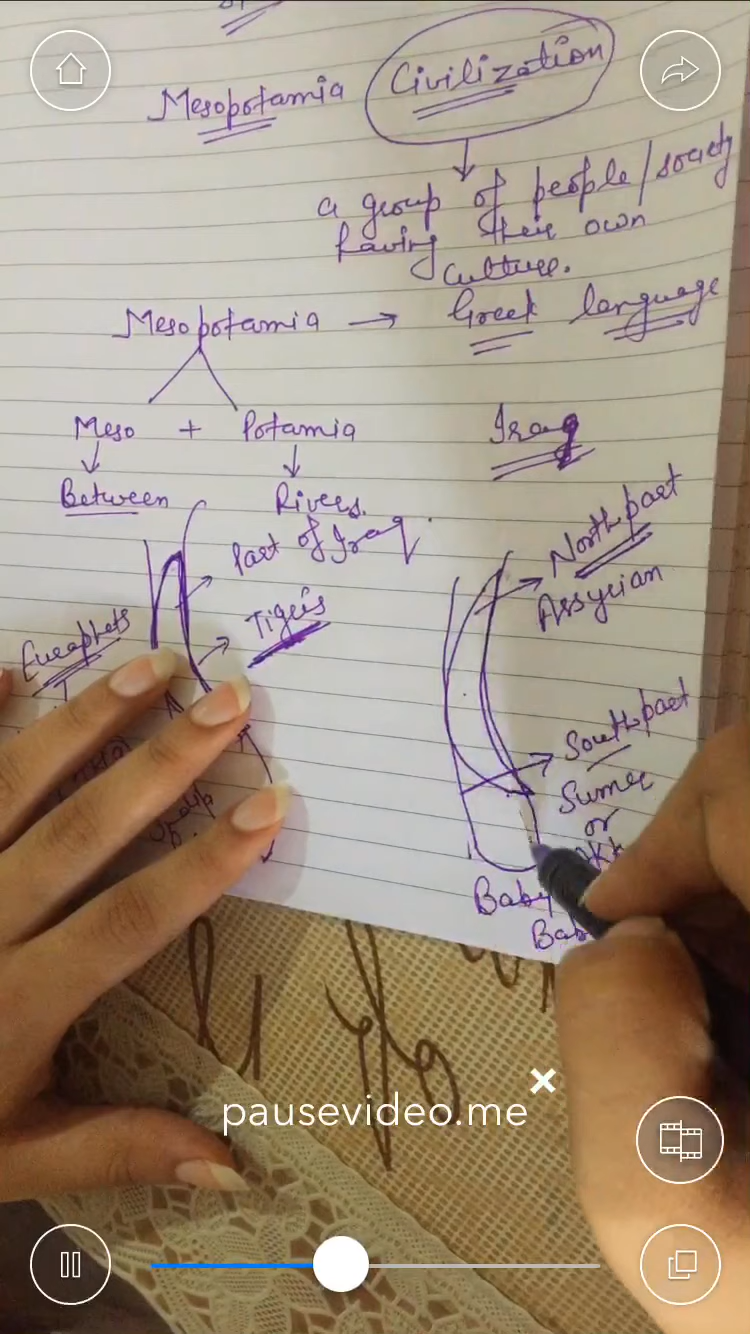 Mesopotamia Civilization
a group of people/society
having their own
culture.
Mesopotamia → Greek language
Meso + Potamia
Between
Rivers.
Iraq
Part of Iraq
Tigris
North part
Assyrian
South part
Sumer
or
pausevideo.me